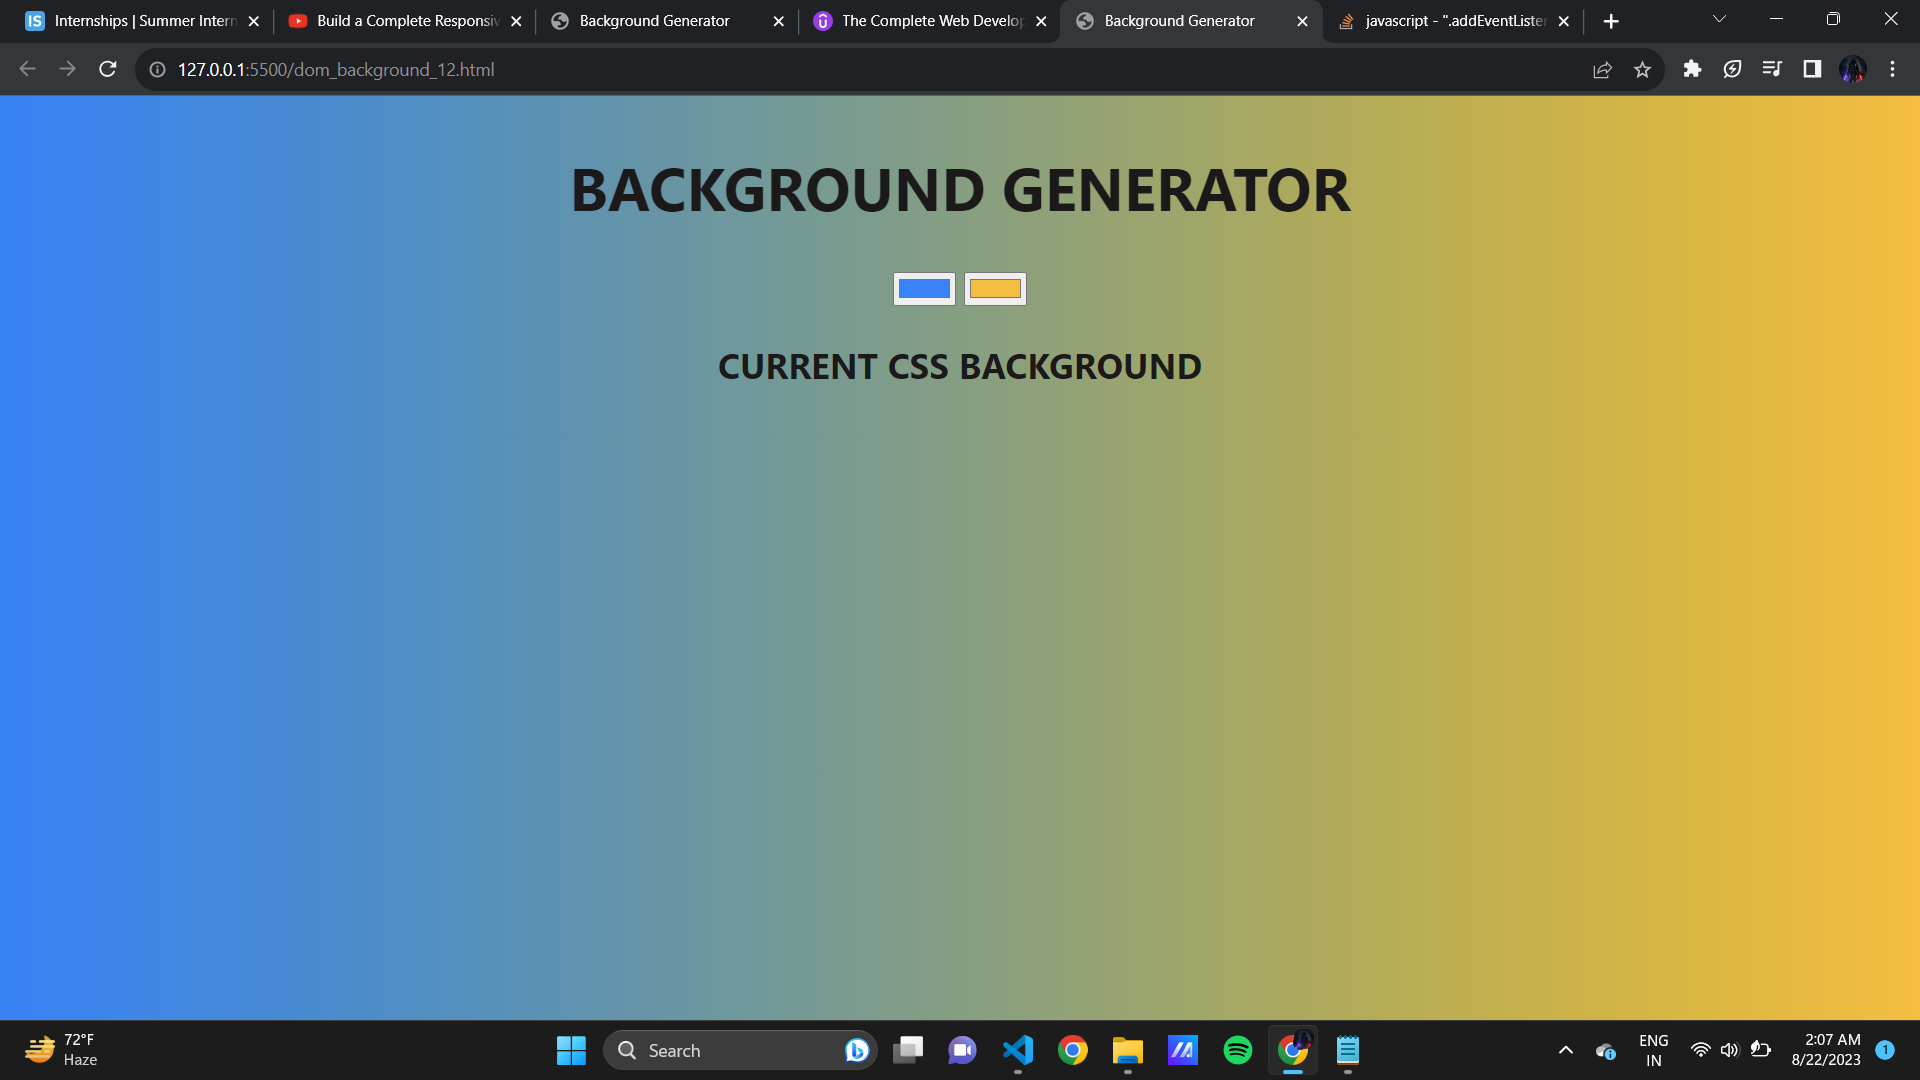 IS Internships | Summer Intern
Build a Complete Responsiv
Background Generator
The Complete Web Develop
Background Generator
javascript - ".addEventListen
127.0.0.1:5500/dom_background_12.html
BACKGROUND GENERATOR
CURRENT CSS BACKGROUND
72°F
Haze
Search
ENG
IN
2:07 AM
8/22/2023
1